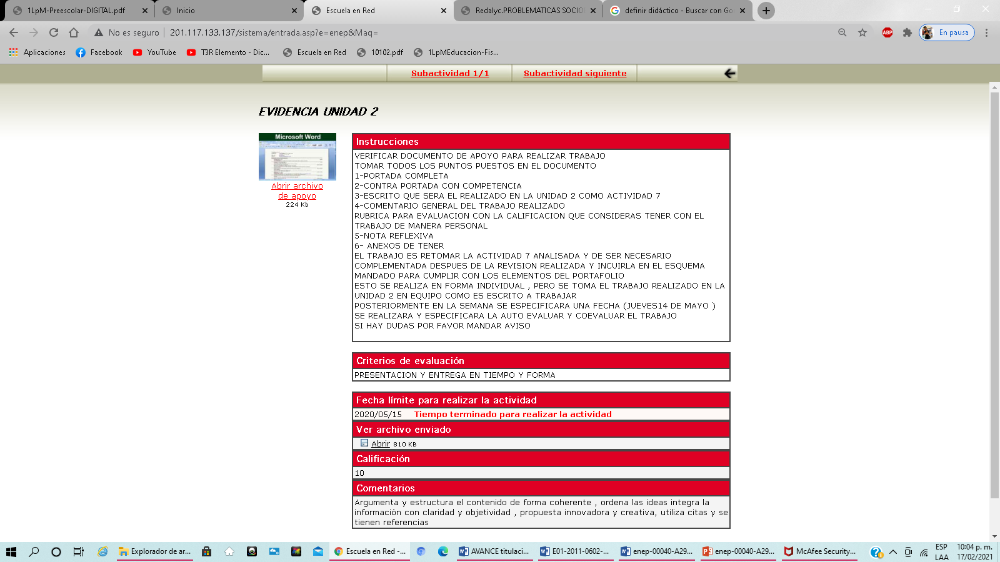 1LpM-Preescolar-DIGITAL.pdf
Inicio
Escuela en Red
Redalyc.PROBLEMATICAS SOCIO
definir didáctico - Buscar con Go
No es seguro
201.117.133.137/sistema/entrada.asp?e=enep&Maq=
ABP
En pausa
Aplicaciones
Facebook
YouTube
T3R Elemento - Dic...
Escuela en Red
10102.pdf
1LpMEducacion-Fis...
Subactividad 1/1
Subactividad siguiente
EVIDENCIA UNIDAD 2
Microsoft Word
Abrir archivo
de apoyo
224 Kb
Instrucciones
VERIFICAR DOCUMENTO DE APOYO PARA REALIZAR TRABAJO
TOMAR TODOS LOS PUNTOS PUESTOS EN EL DOCUMENTO
1-PORTADA COMPLETA
2-CONTRA PORTADA CON COMPETENCIA
3-ESCRITO QUE SERA EL REALIZADO EN LA UNIDAD 2 COMO ACTIVIDAD 7
4-COMENTARIO GENERAL DEL TRABAJO REALIZADO
RUBRICA PARA EVALUACION CON LA CALIFICACION QUE CONSIDERAS TENER CON EL
TRABAJO DE MANERA PERSONAL
5-NOTA REFLEXIVA
6- ANEXOS DE TENER
EL TRABAJO ES RETOMAR LA ACTIVIDAD 7 ANALISADA Y DE SER NECESARIO
COMPLEMENTADA DESPUES DE LA REVISION REALIZADA Y INCUIRLA EN EL ESQUEMA
MANDADO PARA CUMPLIR CON LOS ELEMENTOS DEL PORTAFOLIO
ESTO SE REALIZA EN FORMA INDIVIDUAL , PERO SE TOMA EL TRABAJO REALIZADO EN LA
UNIDAD 2 EN EQUIPO COMO ES ESCRITO A TRABAJAR
POSTERIORMENTE EN LA SEMANA SE ESPECIFICARA UNA FECHA (JUEVES14 DE MAYO )
SE REALIZARA Y ESPECIFICARA LA AUTO EVALUAR Y COEVALUAR EL TRABAJO
SI HAY DUDAS POR FAVOR MANDAR AVISO
Criterios de evaluación
PRESENTACION Y ENTREGA EN TIEMPO Y FORMA
Fecha límite para realizar la actividad
2020/05/15 Tiempo terminado para realizar la actividad
Ver archivo enviado
Abrir 810 KB
Calificación
10
Comentarios
Argumenta y estructura el contenido de forma coherente , ordena las ideas integra la
información con claridad y objetividad , propuesta innovadora y creativa, utiliza citas y se
tienen referencias
Explorador de ar...
Escuela en Red -...
AVANCE titulaci...
E01-2011-0602-...
enep-00040-A29...
enep-00040-A29...
McAfee Security...
ESP
LAA
10:04 p. m.
17/02/2021